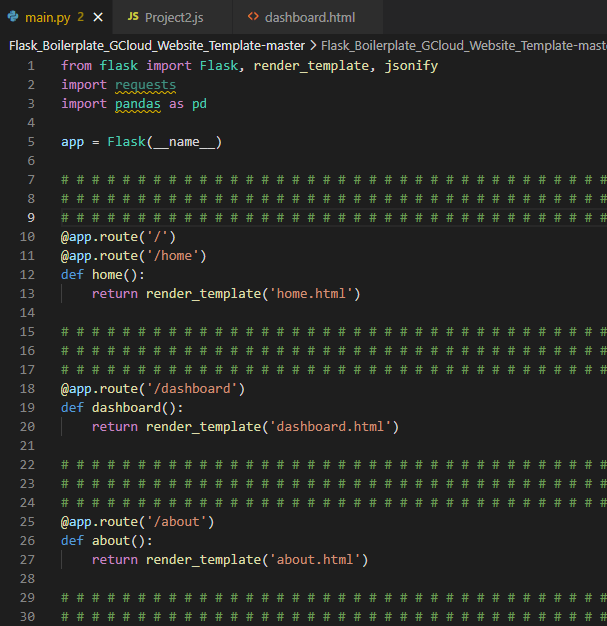 main.py 2 × JS Project2.js <> dashboard.html
Flask_Boilerplate_GCloud_Website_Template-master > Flask_Boilerplate_GCloud_Website_Template-mast
1 from flask import Flask, render_template, jsonify
2 import requests
3 import pandas as pd
4
5 app = Flask(__name__)
6
7 # # # # # # # # # # # # # # # # # # # # # # # # # # # # # # # # # # # #
8 # # # # # # # # # # # # # # # # # # # # # # # # # # # # # # # # # # # #
9 # # # # # # # # # # # # # # # # # # # # # # # # # # # # # # # # # # # #
10 @app.route('/')
11 @app.route('/home')
12 def home():
13     return render_template('home.html')
14
15 # # # # # # # # # # # # # # # # # # # # # # # # # # # # # # # # # # # #
16 # # # # # # # # # # # # # # # # # # # # # # # # # # # # # # # # # # # #
17 # # # # # # # # # # # # # # # # # # # # # # # # # # # # # # # # # # # #
18 @app.route('/dashboard')
19 def dashboard():
20     return render_template('dashboard.html')
21
22 # # # # # # # # # # # # # # # # # # # # # # # # # # # # # # # # # # # #
23 # # # # # # # # # # # # # # # # # # # # # # # # # # # # # # # # # # # #
24 # # # # # # # # # # # # # # # # # # # # # # # # # # # # # # # # # # # #
25 @app.route('/about')
26 def about():
27     return render_template('about.html')
28
29 # # # # # # # # # # # # # # # # # # # # # # # # # # # # # # # # # # # #
30 # # # # # # # # # # # # # # # # # # # # # # # # # # # # # # # # # # # #